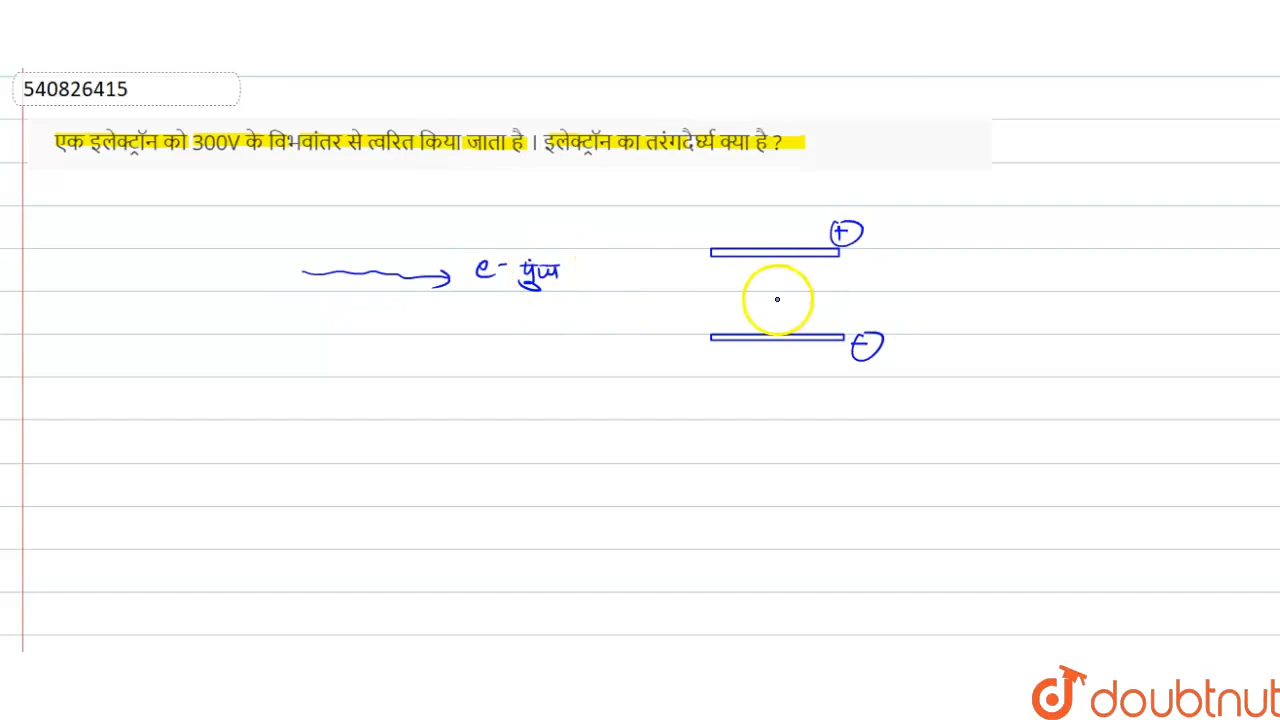 540826415
एक इलेक्ट्रॉन को 300V के विभवांतर से त्वरित किया जाता है । इलेक्ट्रॉन का तरंगदैर्घ्य क्या है ?
+
e- पुंज
-
doubtnut